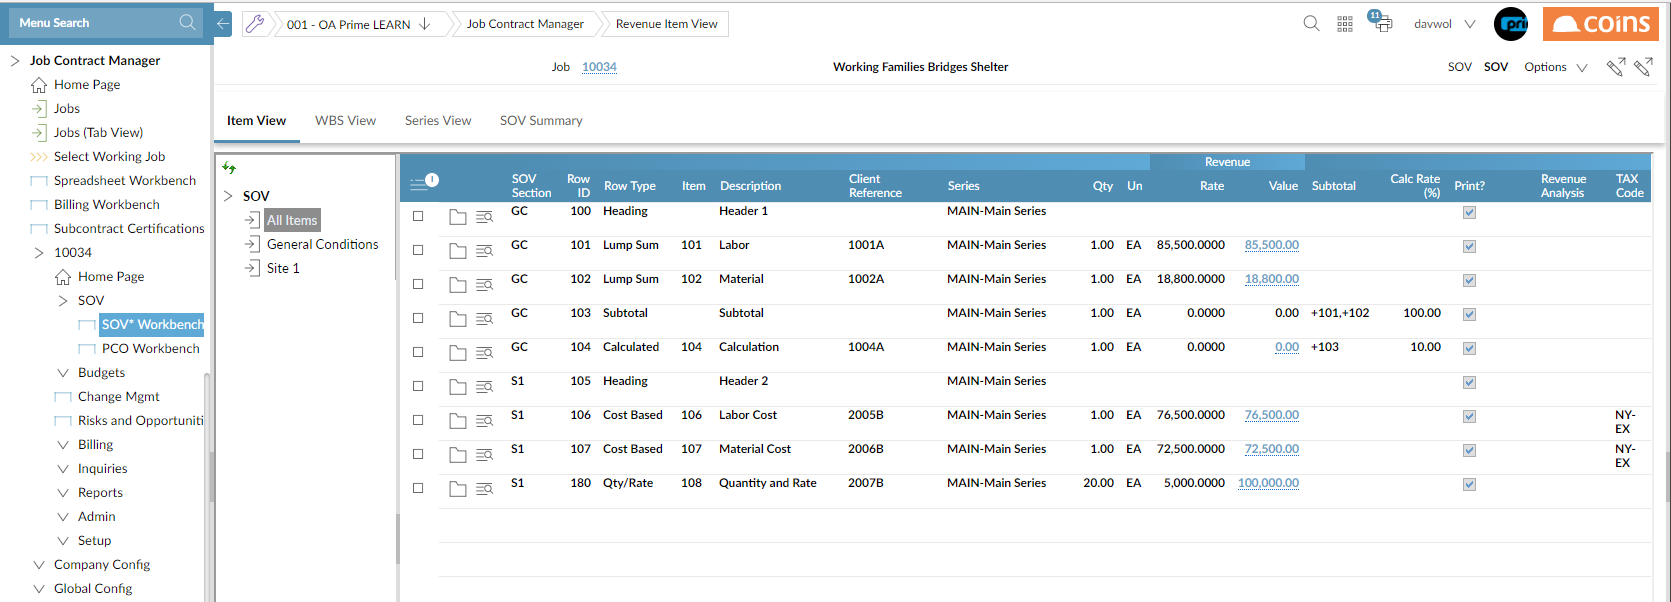 Menu Search
001 - OA Prime LEARN
Job Contract Manager
Revenue Item View
11
davwol
pri
coins
Job 10034
Working Families Bridges Shelter
SOV SOV Options
Item View WBS View Series View SOV Summary
Job Contract Manager
Home Page
Jobs
Jobs (Tab View)
Select Working Job
Spreadsheet Workbench
Billing Workbench
Subcontract Certifications
10034
Home Page
SOV
SOV* Workbench
PCO Workbench
Budgets
Change Mgmt
Risks and Opportuniti
Billing
Inquiries
Reports
Admin
Setup
Company Config
Global Config
SOV
All Items
General Conditions
Site 1
Revenue
SOV Section Row ID Row Type Item Description Client Reference Series Qty Un Rate Value Subtotal Calc Rate (%) Print? Revenue Analysis TAX Code
GC 100 Heading Header 1 MAIN-Main Series
GC 101 Lump Sum 101 Labor 1001A MAIN-Main Series 1.00 EA 85,500.0000 85,500.00
GC 102 Lump Sum 102 Material 1002A MAIN-Main Series 1.00 EA 18,800.0000 18,800.00
GC 103 Subtotal Subtotal MAIN-Main Series 1.00 EA 0.0000 0.00 +101,+102 100.00
GC 104 Calculated 104 Calculation 1004A MAIN-Main Series 1.00 EA 0.0000 0.00 +103 10.00
S1 105 Heading Header 2 MAIN-Main Series
S1 106 Cost Based 106 Labor Cost 2005B MAIN-Main Series 1.00 EA 76,500.0000 76,500.00 NY-EX
S1 107 Cost Based 107 Material Cost 2006B MAIN-Main Series 1.00 EA 72,500.0000 72,500.00 NY-EX
S1 180 Qty/Rate 108 Quantity and Rate 2007B MAIN-Main Series 20.00 EA 5,000.0000 100,000.00